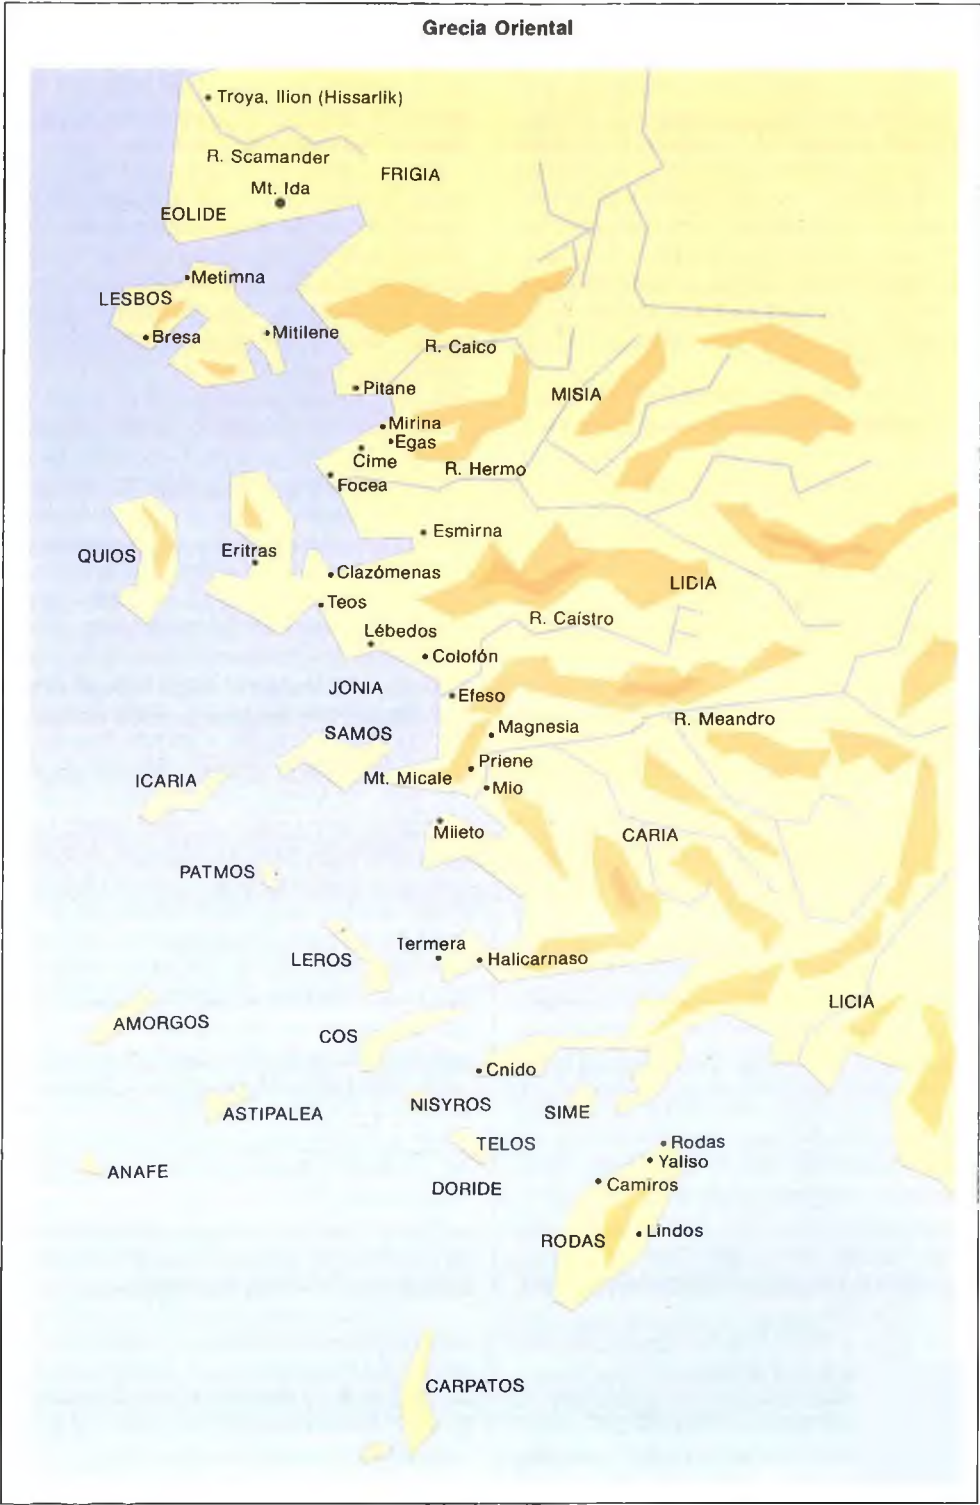 Grecia Oriental
Troya, Ilion (Hissarlik)
R. Scamander
FRIGIA
Mt. Ida
EOLIDE
Metimna
LESBOS
Bresa
Mitilene
R. Caico
Pitane
MISIA
Mirina
Egas
Cime
R. Hermo
Focea
Esmirna
Eritras
QUIOS
Clazómenas
LIDIA
Teos
R. Caístro
Lébedos
Colofón
JONIA
Efeso
R. Meandro
Magnesia
SAMOS
Priene
Mt. Micale
ICARIA
Mio
Mileto
CARIA
PATMOS
Termera
LEROS
Halicarnaso
LICIA
AMORGOS
COS
Cnido
NISYROS
SIME
ASTIPALEA
TELOS
Rodas
Yaliso
ANAFE
Camiros
DORIDE
Lindos
RODAS
CARPATOS